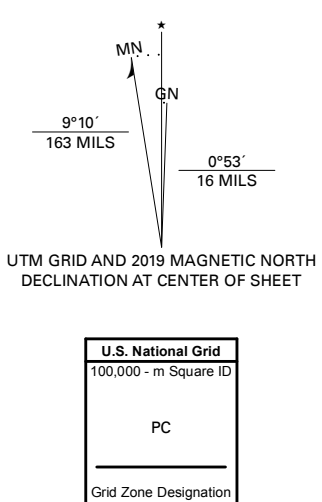 ★
MN
GN
9°10´
163 MILS
0°53´
16 MILS
UTM GRID AND 2019 MAGNETIC NORTH
DECLINATION AT CENTER OF SHEET
U.S. National Grid
100,000 - m Square ID
PC
Grid Zone Designation